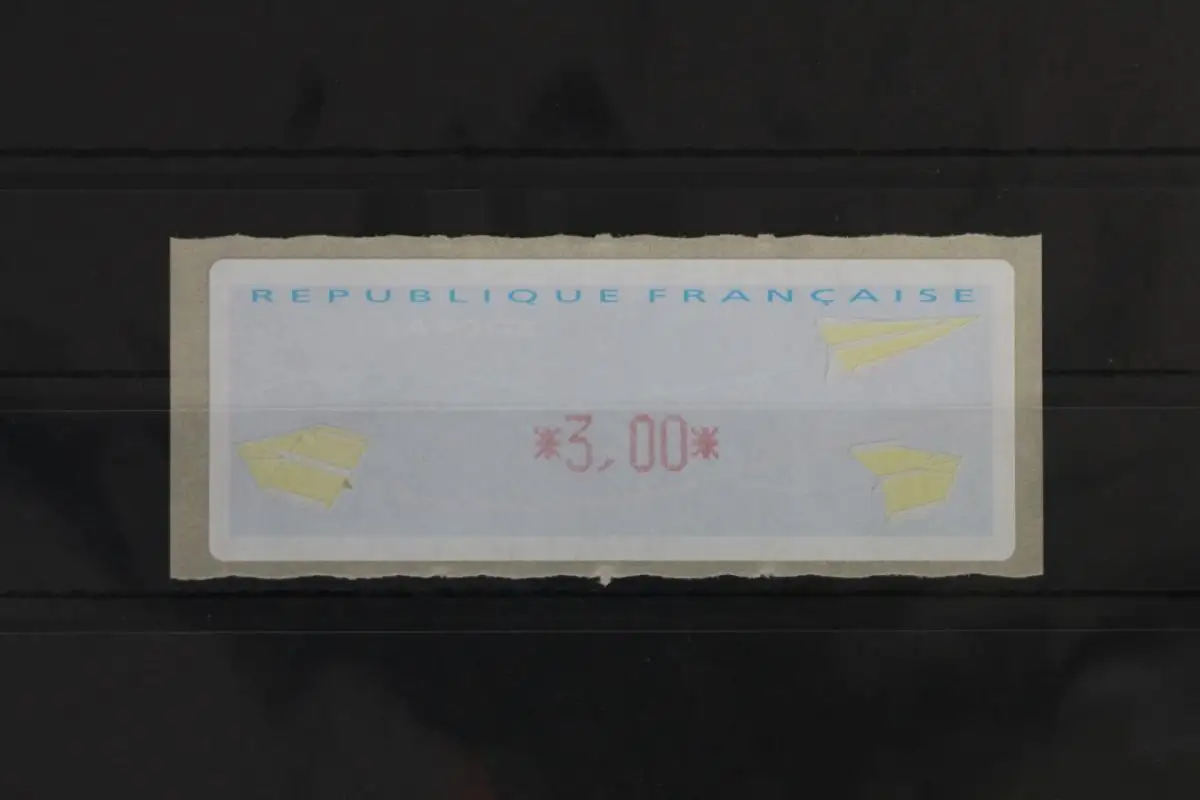 REPUBLIQUE FRANÇAISE
*3,00*